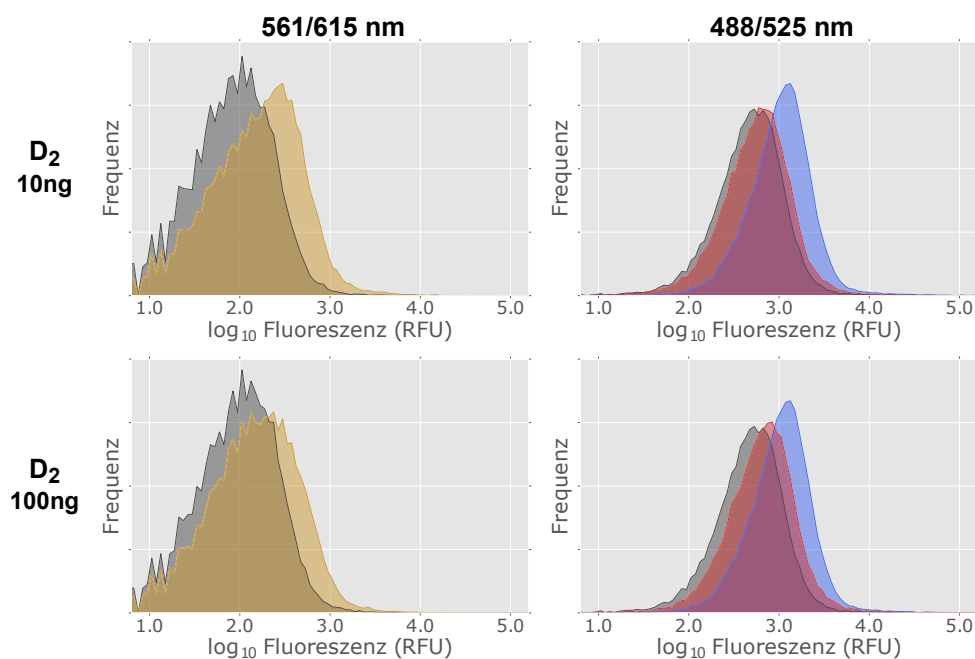 561/615 nm
488/525 nm
D₂
10ng
Frequenz
1.0 2.0 3.0 4.0 5.0
log₁₀ Fluoreszenz (RFU)
Frequenz
1.0 2.0 3.0 4.0 5.0
log₁₀ Fluoreszenz (RFU)
D₂
100ng
Frequenz
1.0 2.0 3.0 4.0 5.0
log₁₀ Fluoreszenz (RFU)
Frequenz
1.0 2.0 3.0 4.0 5.0
log₁₀ Fluoreszenz (RFU)